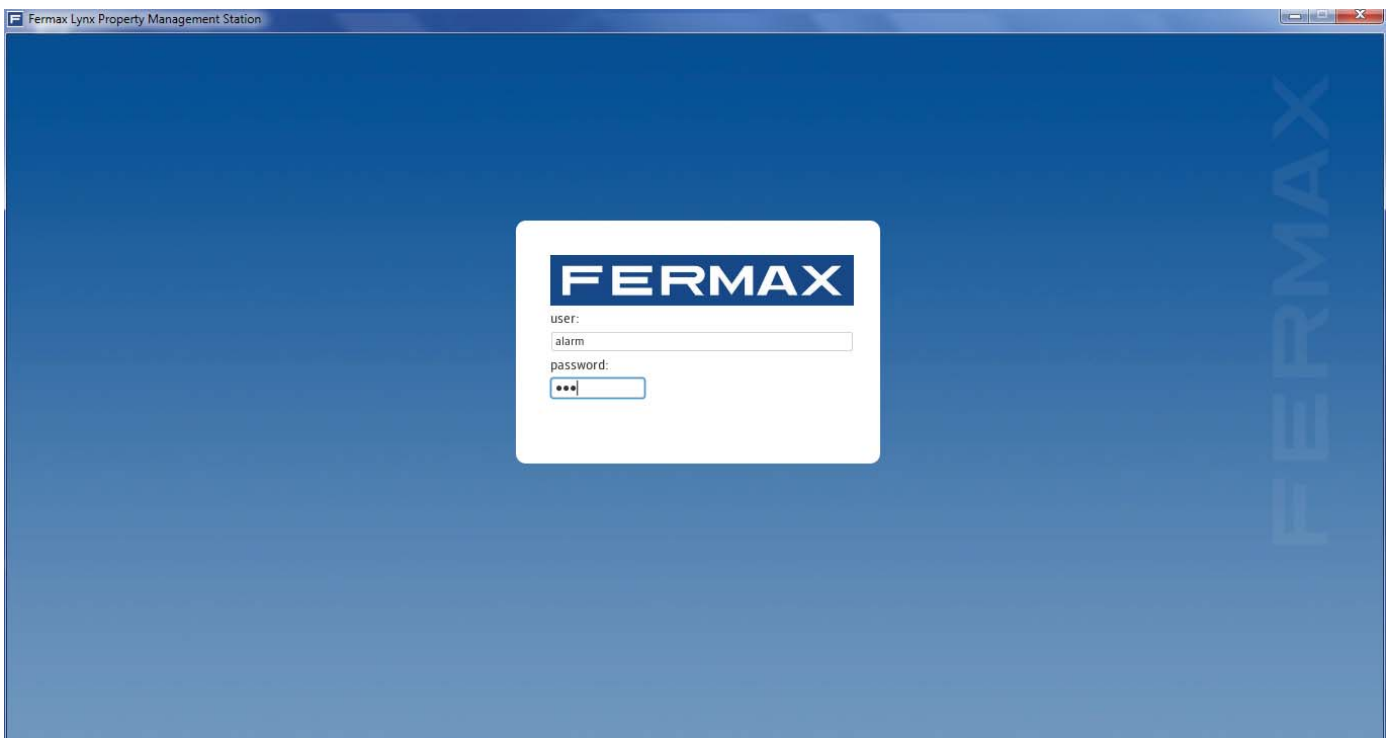 Fermax Lynx Property Management Station
FERMAX
FERMAX
user:
alarm
password:
•••